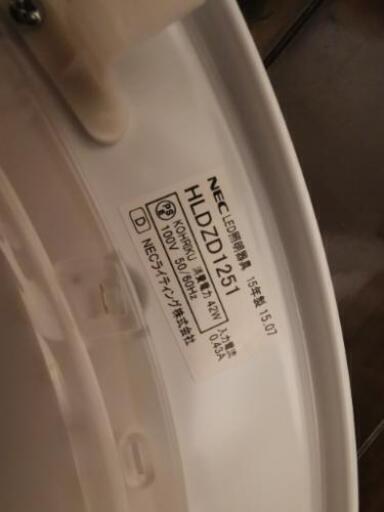 NEC LED照明器具 15年製 15.07
HLDZD1251
PS E KOHRIKU 消費電力 42W 入力電流
100V 50/60Hz 0.43A
D NECライティング株式会社